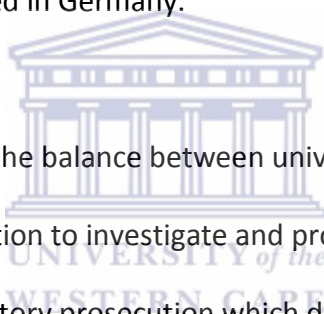 ed in Germany.
he balance between univ
tion to investigate and pro
UNIVERSITY of the
tory prosecution which d
WESTERN CAPE